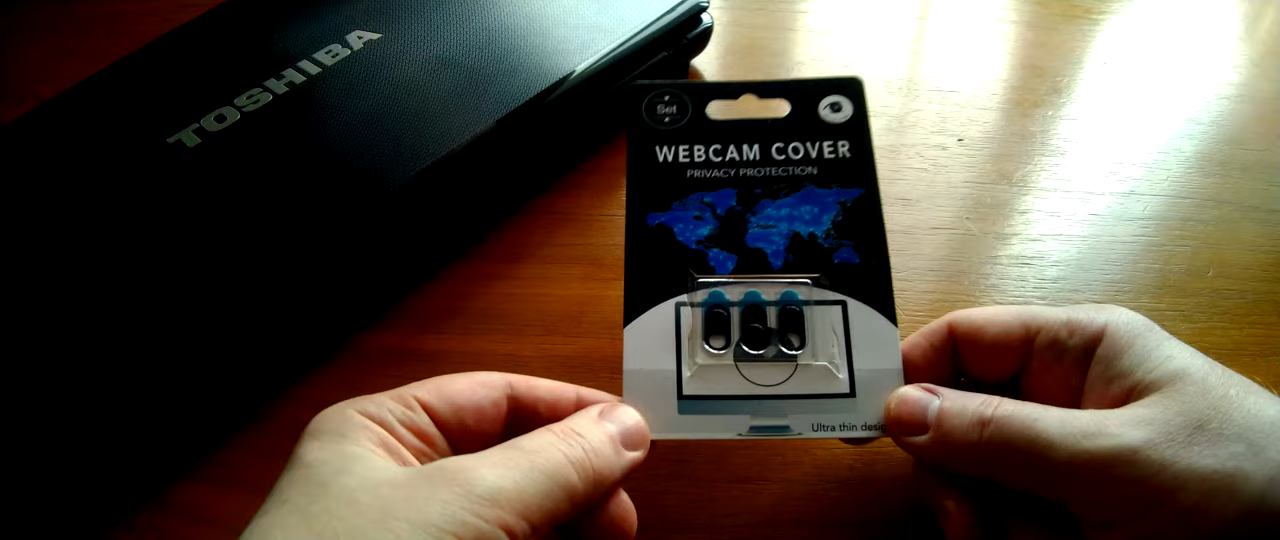 TOSHIBA
Set
WEBCAM COVER
PRIVACY PROTECTION
Ultra thin desig